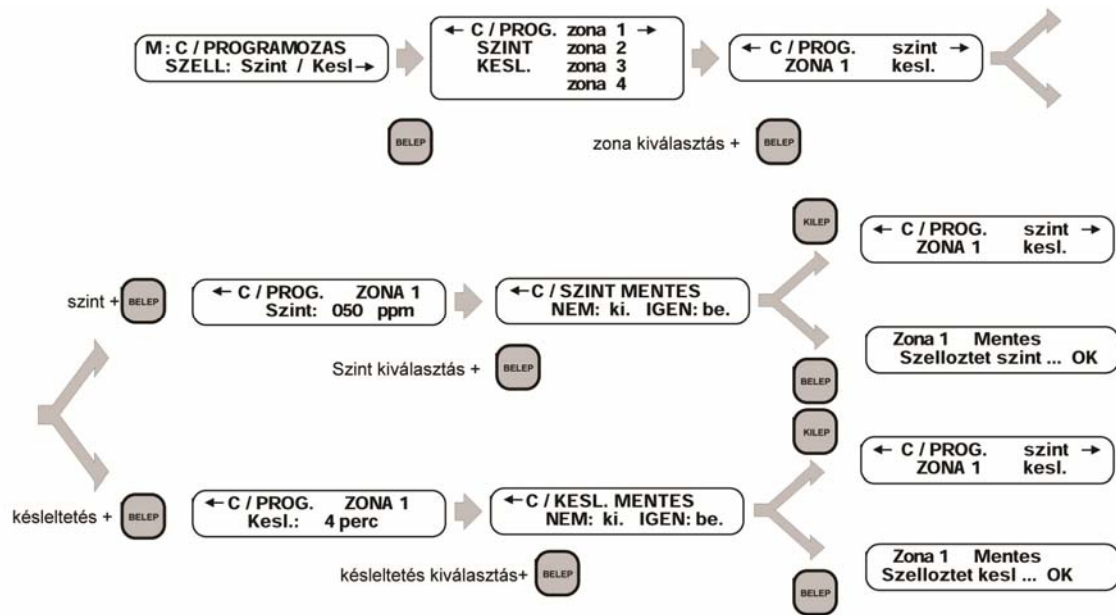 M: C / PROGRAMOZAS
SZELL: Szint / Kesl→
← C / PROG. zona 1 →
SZINT zona 2
KESL. zona 3
zona 4
← C / PROG. szint →
ZONA 1 kesl.
BELEP
zona kiválasztás +
BELEP
KILEP
← C / PROG. szint →
ZONA 1 kesl.
szint +
BELEP
← C / PROG. ZONA 1
Szint: 050 ppm
← C / SZINT MENTES
NEM: ki. IGEN: be.
Szint kiválasztás +
BELEP
Zona 1 Mentes
Szelloztet szint ... OK
BELEP
KILEP
← C / PROG. szint →
ZONA 1 kesl.
késleltetés +
BELEP
← C / PROG. ZONA 1
Kesl.: 4 perc
← C / KESL. MENTES
NEM: ki. IGEN: be.
késleltetés kiválasztás+
BELEP
Zona 1 Mentes
Szelloztet kesl ... OK
BELEP